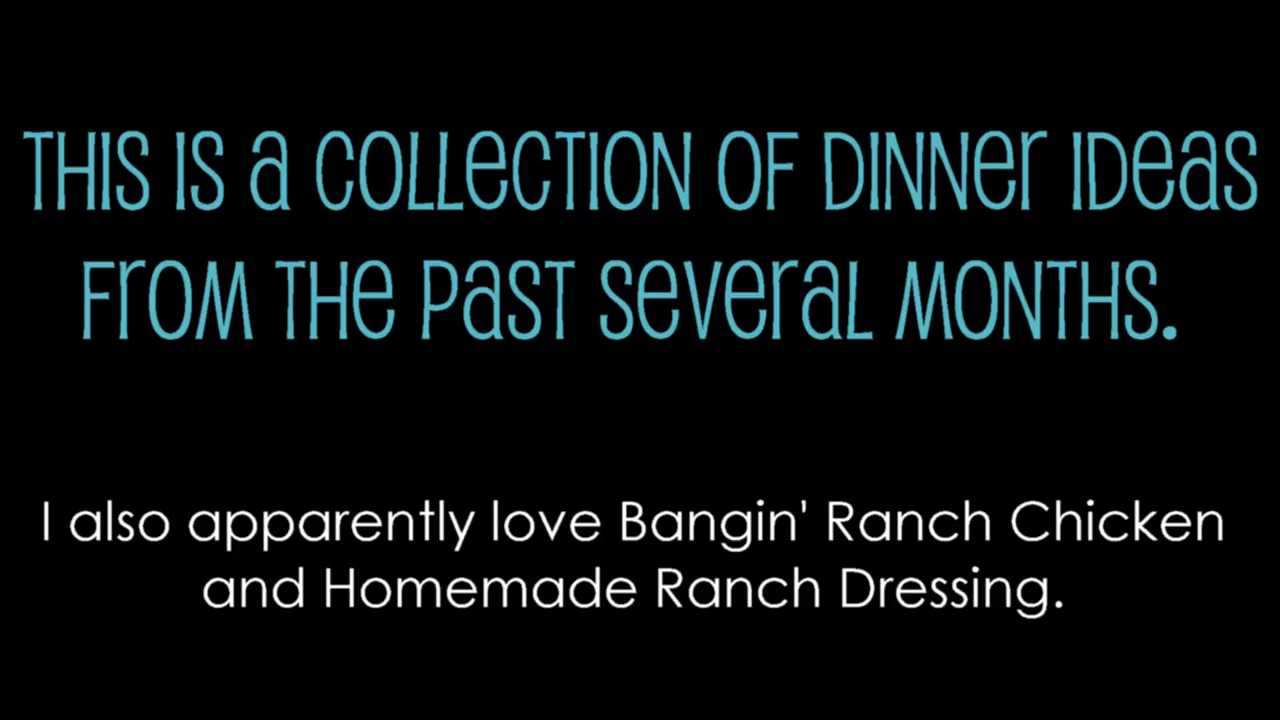 THIS IS a COLLeCTION OF DINNer IDeas
FrOM THe PaST SeVeraL MONTHS.
I also apparently love Bangin' Ranch Chicken
and Homemade Ranch Dressing.